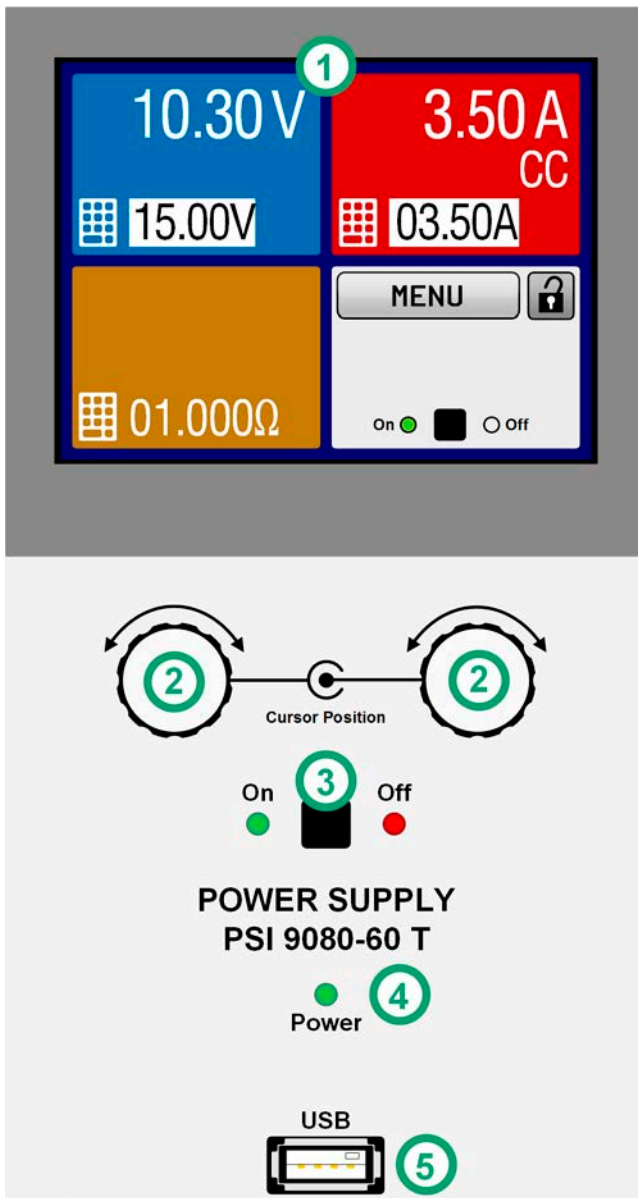 1
10.30 V
3.50 A
CC
15.00V
03.50A
MENU
01.000Ω
On Off
2 2
Cursor Position
3
On Off
POWER SUPPLY
PSI 9080-60 T
4
Power
USB
5